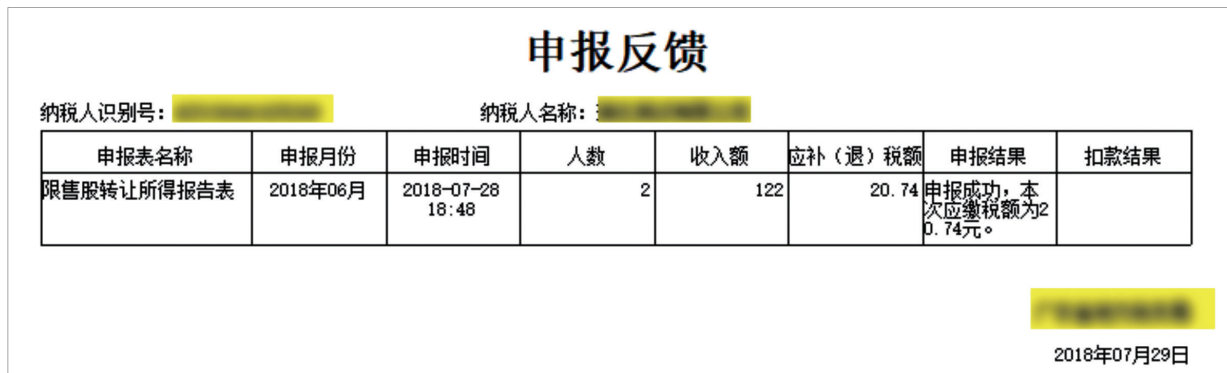 申报反馈
纳税人识别号： 纳税人名称：
申报表名称 申报月份 申报时间 人数 收入额 应补（退）税额 申报结果 扣款结果
限售股转让所得报告表 2018年06月 2018-07-28 2 122 20.74 申报成功，本
18:48 次应缴税额为2
0.74元。
2018年07月29日